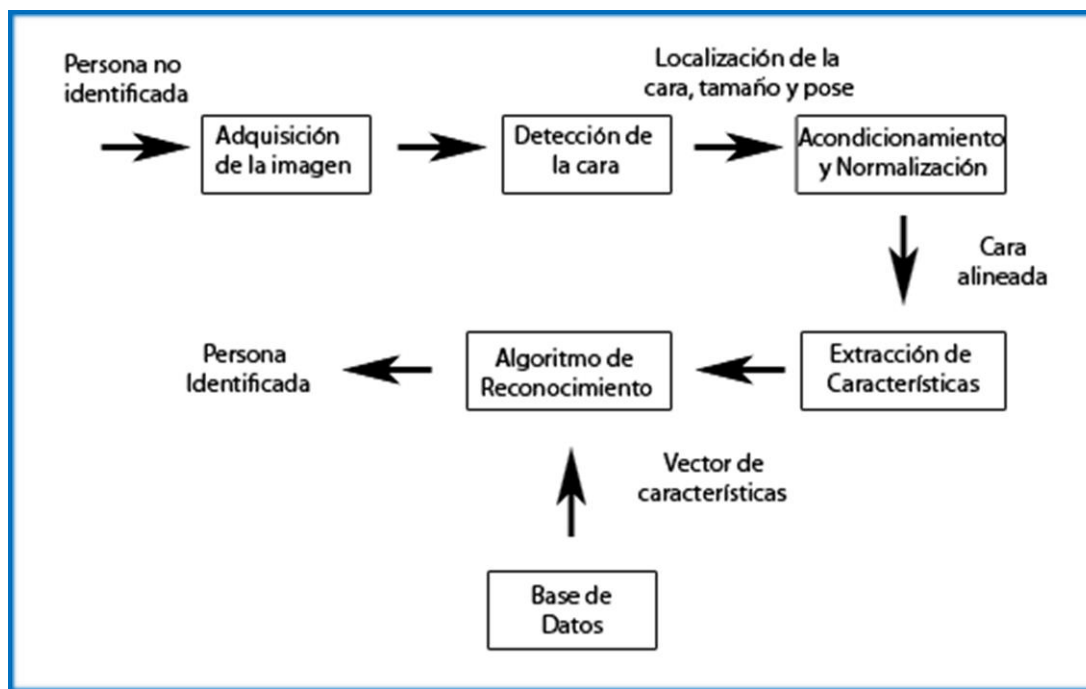 Persona no
identificada
Adquisición
de la imagen
Detección de
la cara
Localización de la
cara, tamaño y pose
Acondicionamiento
y Normalización
Cara
alineada
Extracción de
Características
Algoritmo de
Reconocimiento
Persona
Identificada
Vector de
características
Base de
Datos